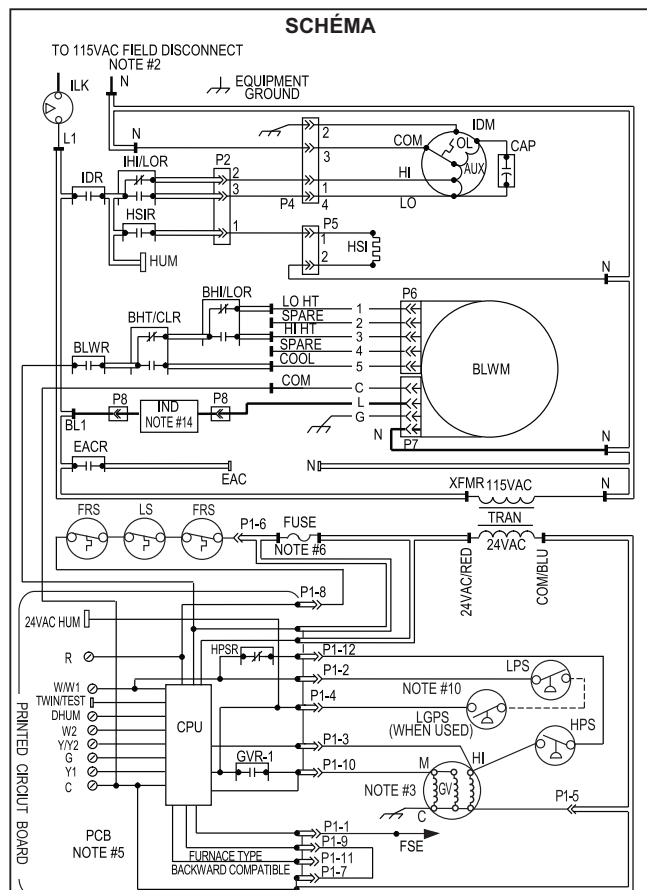 SCHÉMA
TO 115VAC FIELD DISCONNECT
NOTE #2
ILK
N
EQUIPMENT
GROUND
L1
N
2
IDM
COM
OL
CAP
3
AUX
IDR
IHI/LOR
P2
2
HI
3
1
P4
4
LO
HSIR
1
P5
1
HSI
2
HUM
N
BHI/LOR
LO HT
1
P6
BHT/CLR
SPARE
2
HI HT
3
SPARE
4
BLWR
COOL
5
BLWM
COM
C
P8
IND
P8
L
NOTE #14
G
BL1
N
P7
N
EACR
EAC
N
XFMR
115VAC
N
FRS
LS
FRS
P1-6
FUSE
TRAN
NOTE #6
24VAC
24VAC/RED
COM/BLU
P1-8
24VAC HUM
HPSR
P1-12
R
P1-2
LPS
W/W1
NOTE #10
TWIN/TEST
P1-4
DHUM
CPU
LGPS
(WHEN USED)
HPS
W2
Y/Y2
P1-3
G
M
HI
Y1
GVR-1
P1-10
NOTE #3
GV
C
C
P1-5
PRINTED CIRCIUT BOARD
PCB
NOTE #5
P1-1
FSE
P1-9
FURNACE TYPE
P1-11
BACKWARD COMPATIBLE
P1-7